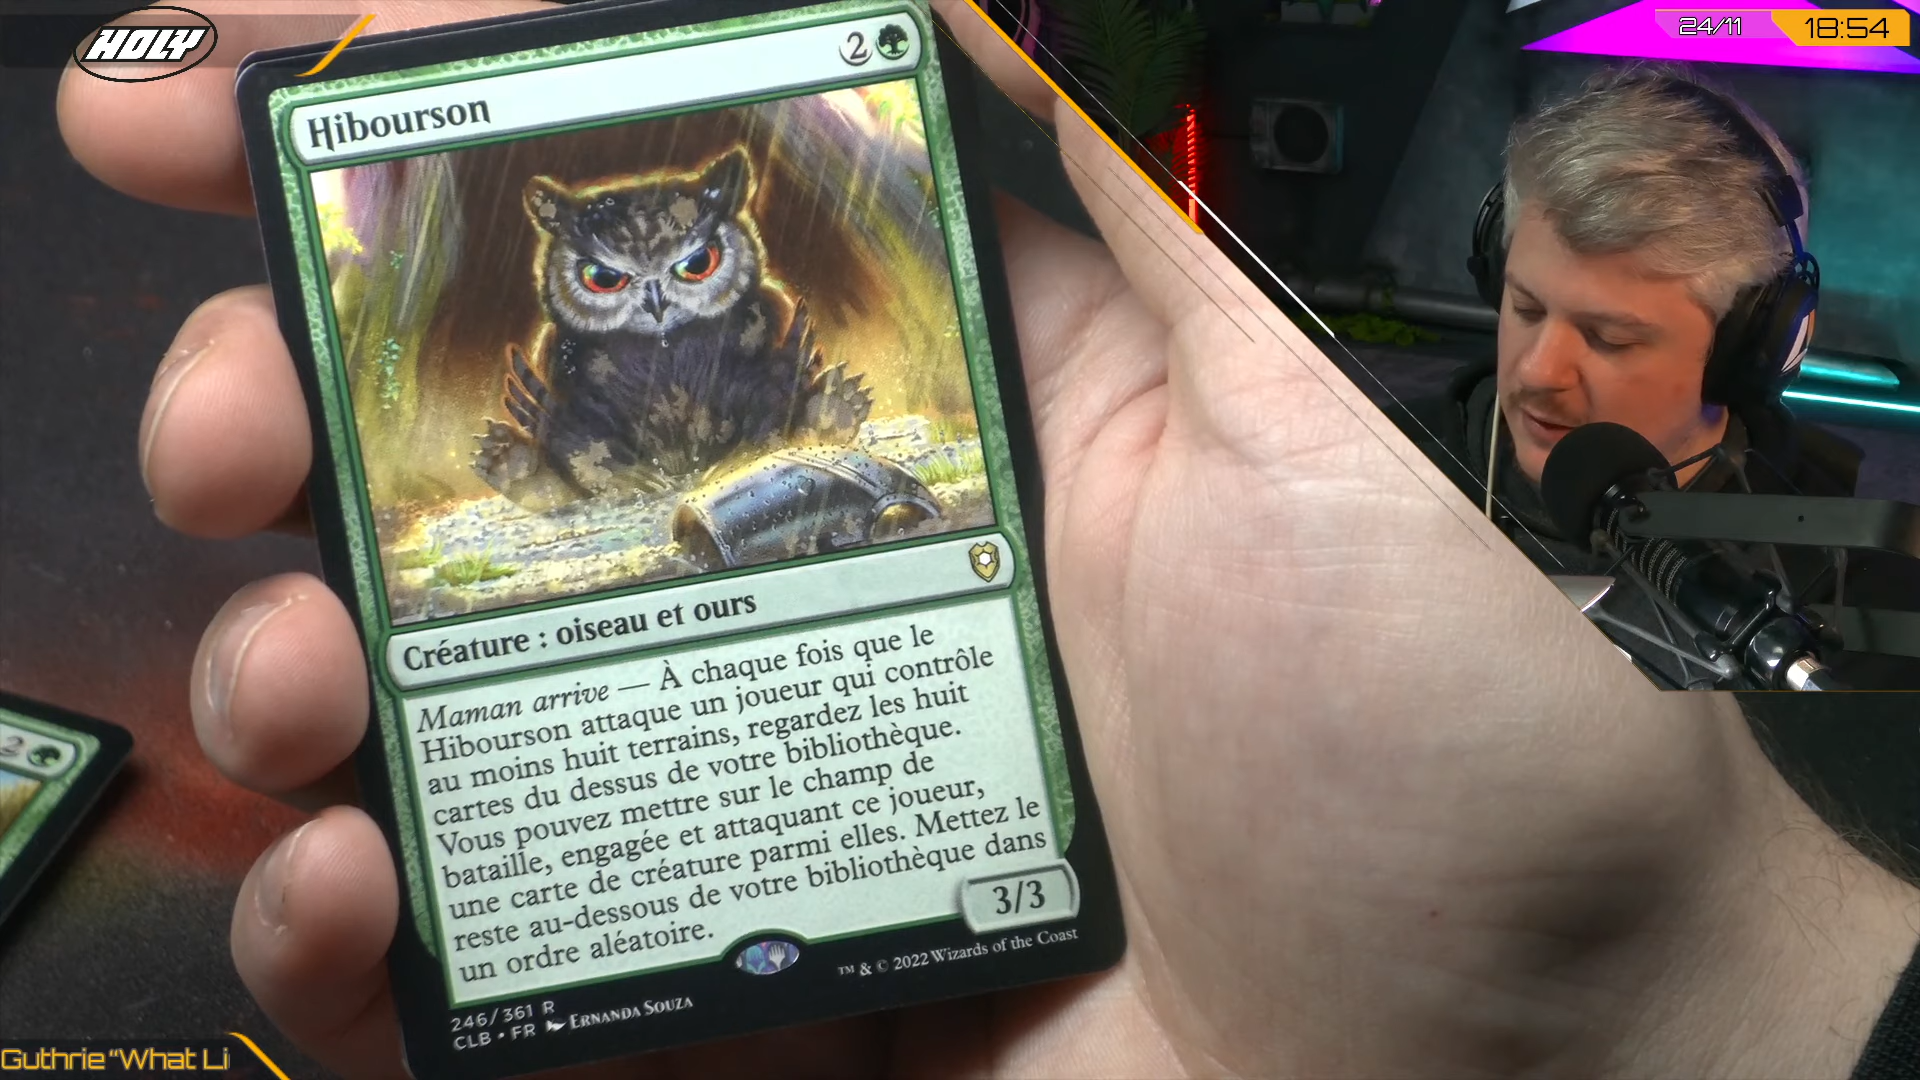 HOLY
24/11
18:54
2
Hibourson
Créature : oiseau et ours
Maman arrive — À chaque fois que le
Hibourson attaque un joueur qui contrôle
au moins huit terrains, regardez les huit
cartes du dessus de votre bibliothèque.
Vous pouvez mettre sur le champ de
bataille, engagée et attaquant ce joueur,
une carte de créature parmi elles. Mettez le
reste au-dessous de votre bibliothèque dans
un ordre aléatoire.
3/3
246/361 R
CLB • FR ERNANDA SOUZA
™ & © 2022 Wizards of the Coast
2
Guthrie "What Li